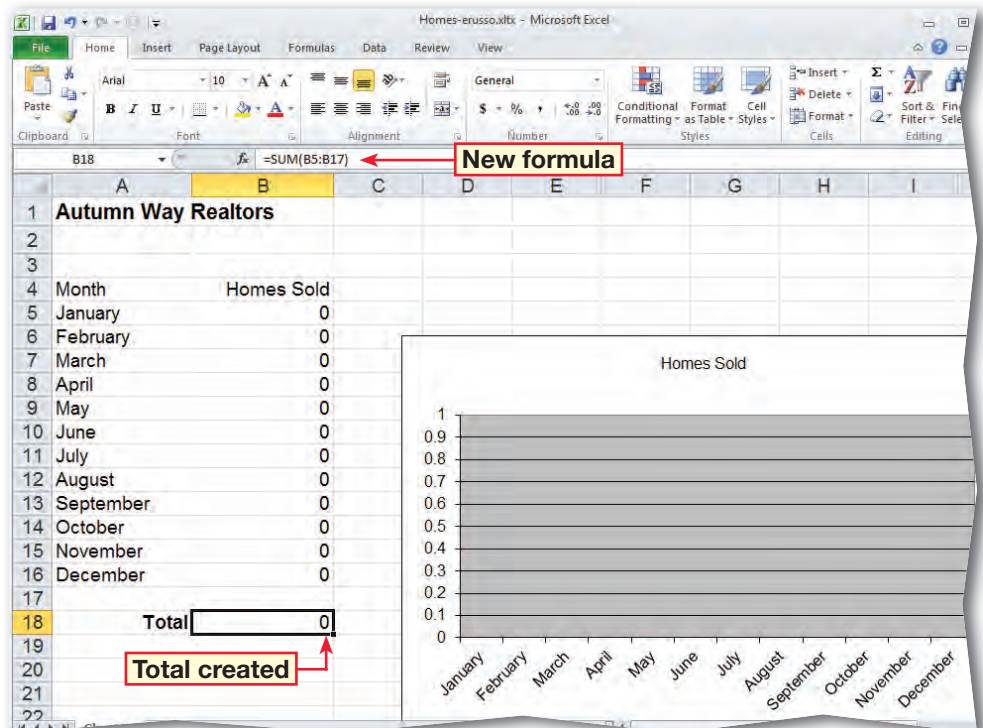 Homes-erusso.xltx - Microsoft Excel
File Home Insert Page Layout Formulas Data Review View
Paste
Clipboard
Arial 10 A A
B I U A
Font
Alignment
General
$ % , .0 .00 .00 .0
Number
Conditional Formatting
Format as Table
Cell Styles
Styles
Insert
Delete
Format
Cells
Σ
A Z
Sort & Filter
Editing
B18 fx =SUM(B5:B17)
New formula
A B C D E F G H I
1 Autumn Way Realtors
2
3
4 Month Homes Sold
5 January 0
6 February 0
7 March 0
8 April 0
9 May 0
10 June 0
11 July 0
12 August 0
13 September 0
14 October 0
15 November 0
16 December 0
17
18 Total 0
19
20
21
22
Total created
Homes Sold
1
0.9
0.8
0.7
0.6
0.5
0.4
0.3
0.2
0.1
0
January February March April May June July August September October November December